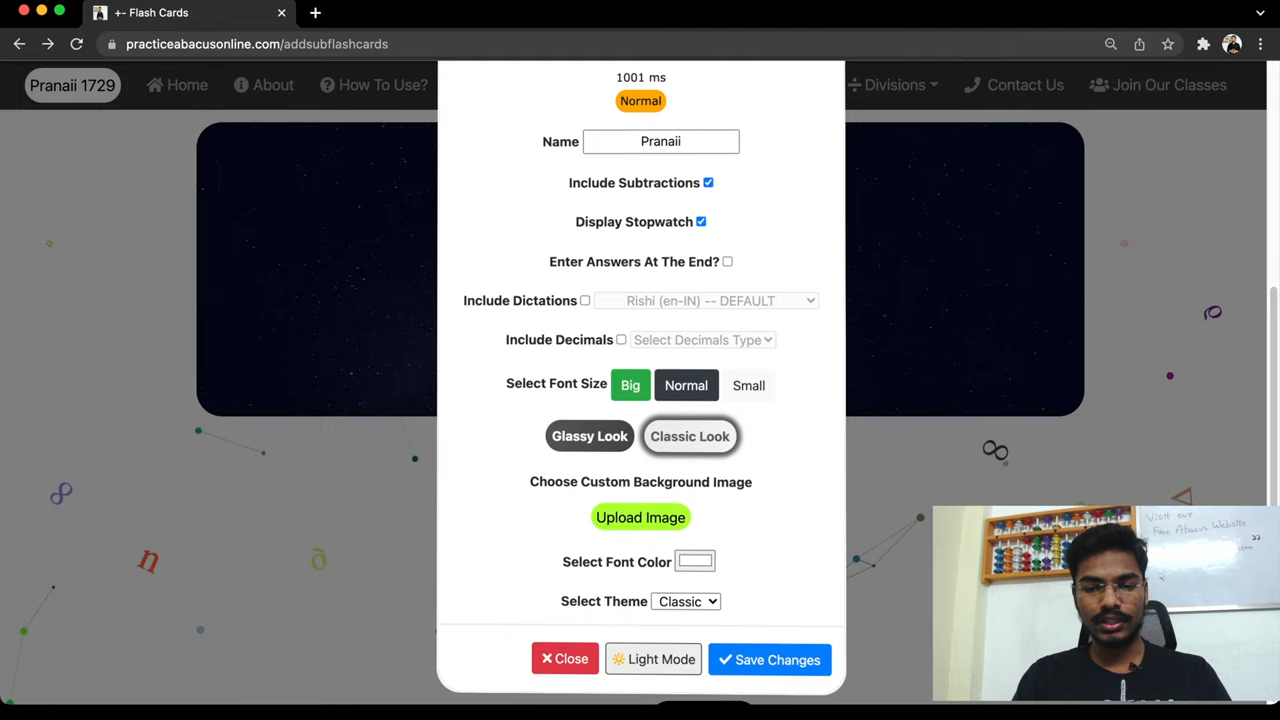 +- Flash Cards
practiceabacusonline.com/addsubflashcards
Pranaii 1729 Home About How To Use? Divisions Contact Us Join Our Classes
1001 ms
Normal
Name Pranaii
Include Subtractions
Display Stopwatch
Enter Answers At The End?
Include Dictations Rishi (en-IN) -- DEFAULT
Include Decimals Select Decimals Type
Select Font Size Big Normal Small
Glassy Look Classic Look
Choose Custom Background Image
Upload Image
Select Font Color
Select Theme Classic
Close Light Mode Save Changes
Visit our
Free Abacus Website